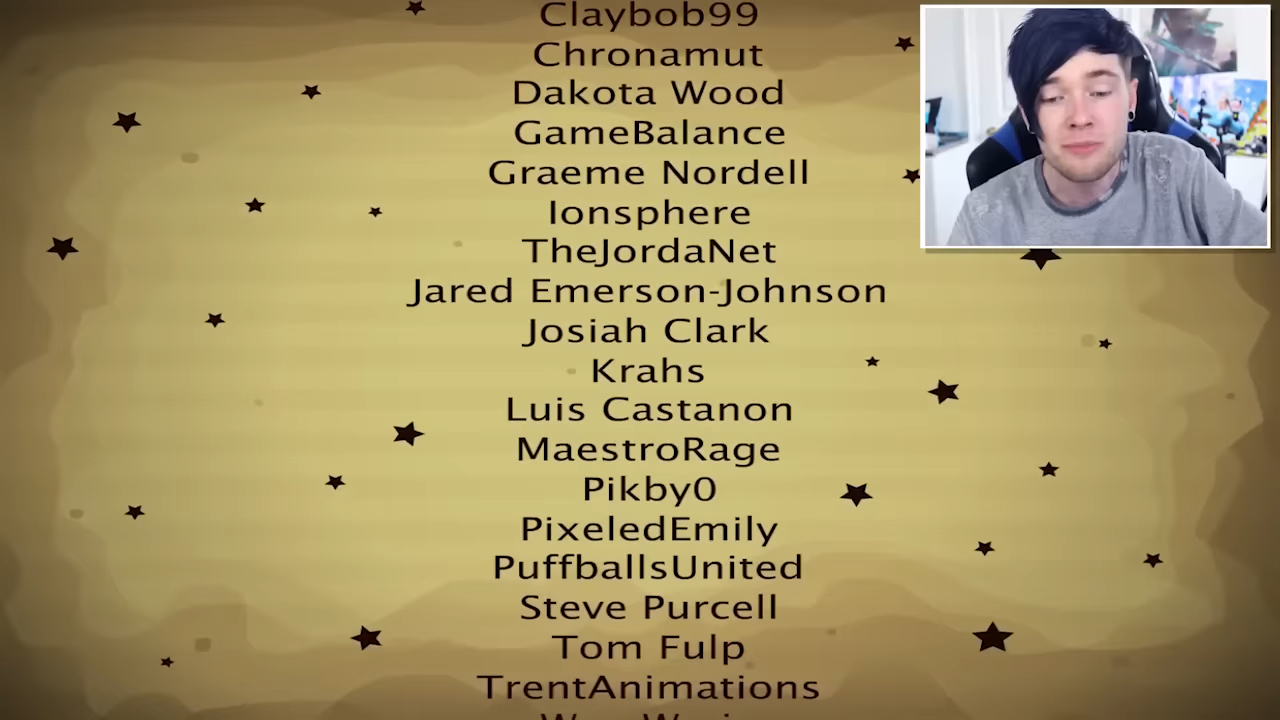 Claybob99
Chronamut
Dakota Wood
GameBalance
Graeme Nordell
Ionsphere
TheJordaNet
Jared Emerson-Johnson
Josiah Clark
Krahs
Luis Castanon
MaestroRage
Pikby0
PixeledEmily
PuffballsUnited
Steve Purcell
Tom Fulp
TrentAnimations